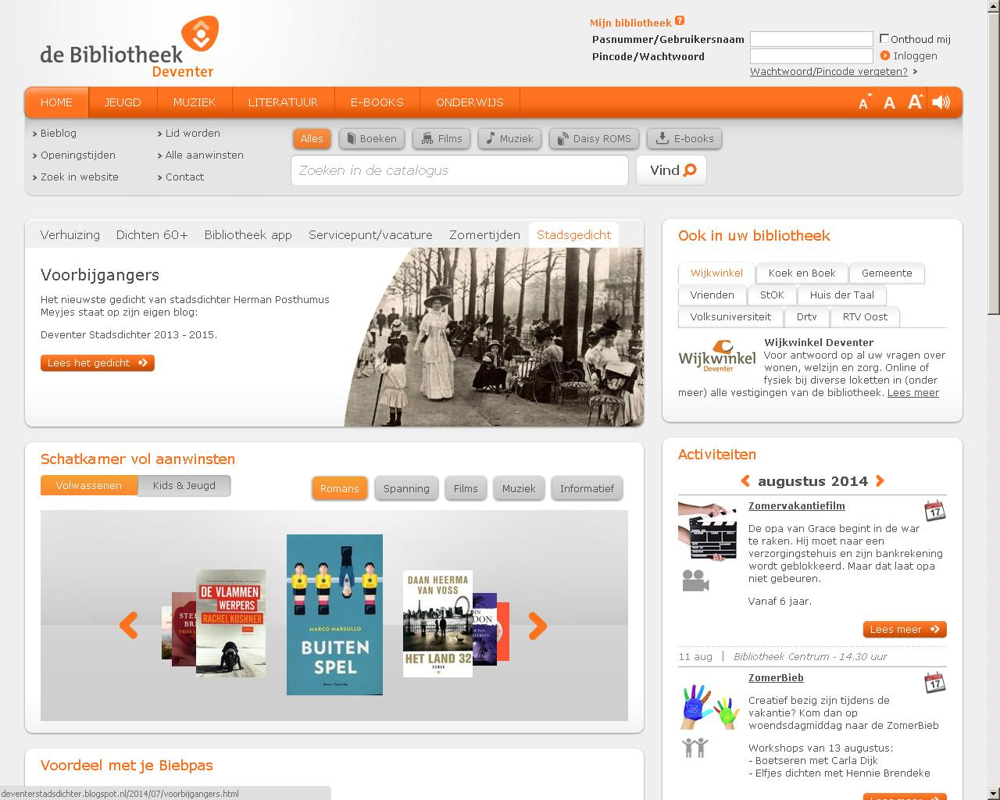 de Bibliotheek
Deventer
Mijn bibliotheek ?
Pasnummer/Gebruikersnaam
Onthoud mij
Pincode/Wachtwoord
Inloggen
Wachtwoord/Pincode vergeten?
HOME JEUGD MUZIEK LITERATUUR E-BOOKS ONDERWIJS
A A A
Bieblog
Lid worden
Openingstijden
Alle aanwinsten
Zoek in website
Contact
Alles Boeken Films Muziek Daisy ROMS E-books
Zoeken in de catalogus
Vind
Verhuizing Dichten 60+ Bibliotheek app Servicepunt/vacature Zomertijden Stadsgedicht
Voorbijgangers
Het nieuwste gedicht van stadsdichter Herman Posthumus
Meyjes staat op zijn eigen blog:
Deventer Stadsdichter 2013 - 2015.
Lees het gedicht
Ook in uw bibliotheek
Wijkwinkel Koek en Boek Gemeente
Vrienden StOK Huis der Taal
Volksuniversiteit Drtv RTV Oost
Wijkwinkel
Deventer
Wijkwinkel Deventer
Voor antwoord op al uw vragen over
wonen, welzijn en zorg. Online of
fysiek bij diverse loketten in (onder
meer) alle vestigingen van de bibliotheek. Lees meer
Schatkamer vol aanwinsten
Volwassenen Kids & Jeugd
Romans Spanning Films Muziek Informatief
DE VLAMMEN
WERPERS
RACHEL KUSHNER
MARCO MARSULLO
BUITEN
SPEL
DAAN HEERMA
VAN VOSS
HET LAND 32
ROMAN
Activiteiten
augustus 2014
Zomervakantiefilm
17
De opa van Grace begint in de war
te raken. Hij moet naar een
verzorgingstehuis en zijn bankrekening
wordt geblokkeerd. Maar dat laat opa
niet gebeuren.
Vanaf 6 jaar.
Lees meer
11 aug | Bibliotheek Centrum - 14.30 uur
ZomerBieb
17
Creatief bezig zijn tijdens de
vakantie? Kom dan op
woendsdagmiddag naar de ZomerBieb
Workshops van 13 augustus:
- Boetseren met Carla Dijk
- Elfjes dichten met Hennie Brendeke
Lees meer
Voordeel met je Biebpas
deventerstadsdichter.blogspot.nl/2014/07/voorbijgangers.html